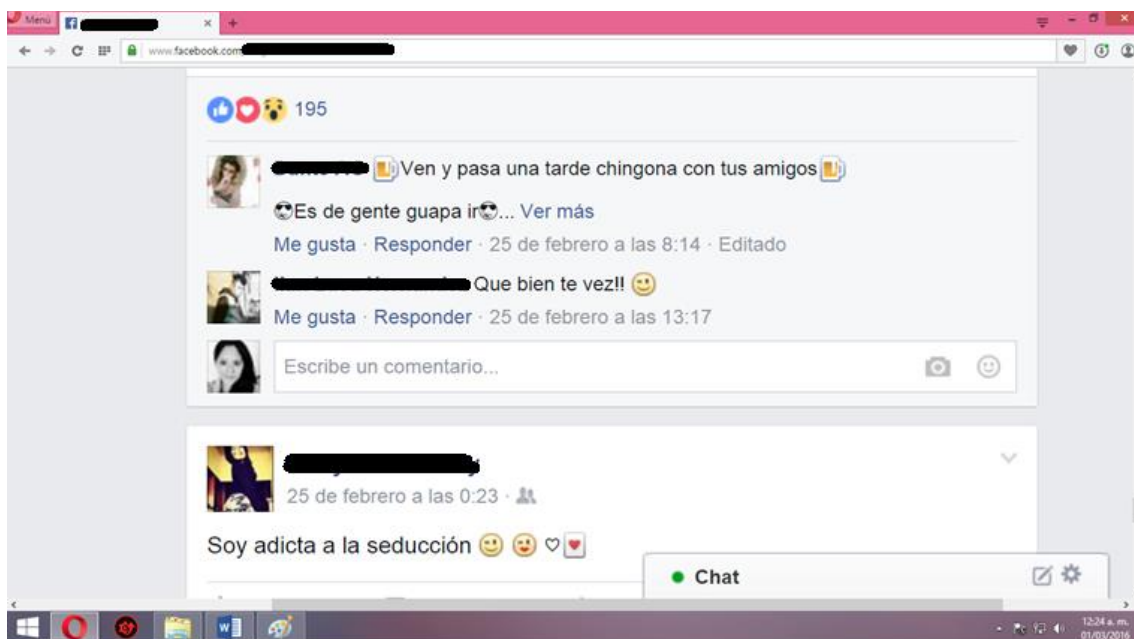 Menú
www.facebook.com
195
Ven y pasa una tarde chingona con tus amigos
Es de gente guapa ir... Ver más
Me gusta · Responder · 25 de febrero a las 8:14 · Editado
Que bien te vez!!
Me gusta · Responder · 25 de febrero a las 13:17
Escribe un comentario...
25 de febrero a las 0:23 ·
Soy adicta a la seducción
Chat
12:24 a. m.
01/03/2016